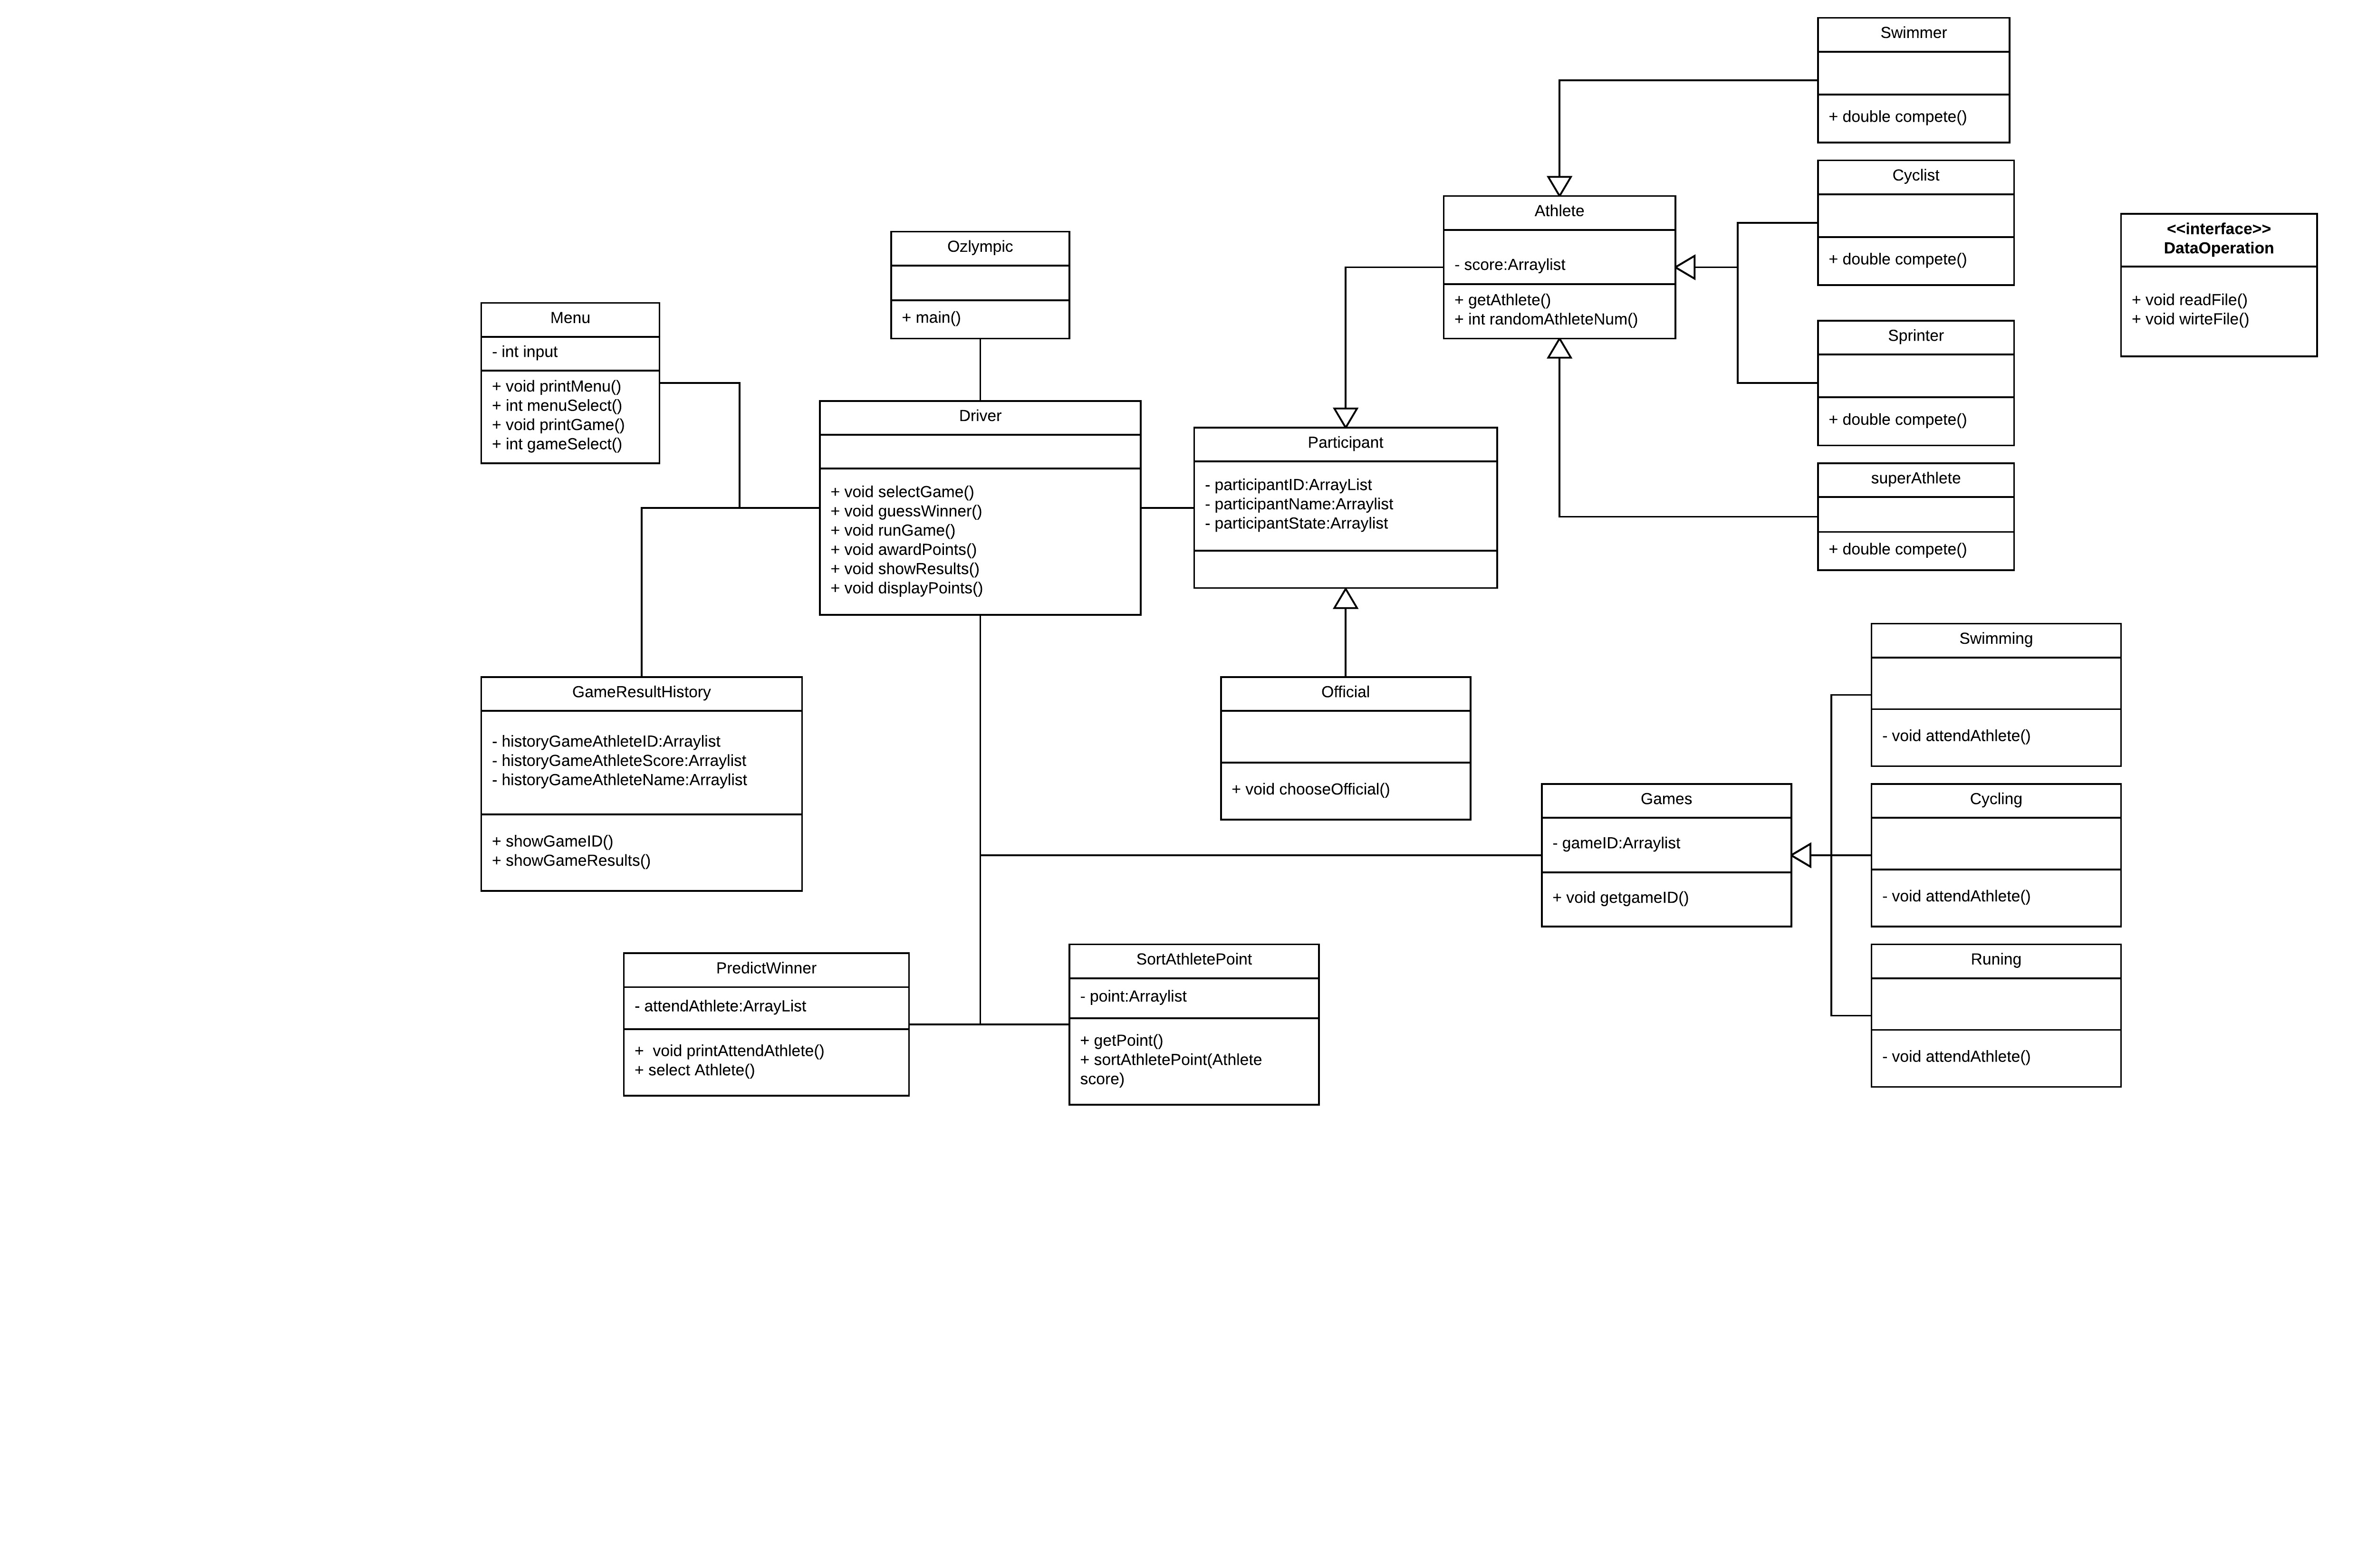 Swimmer
+ double compete()
Cyclist
+ double compete()
Athlete
- score:Arraylist
+ getAthlete()
+ int randomAthleteNum()
<<interface>>
DataOperation
+ void readFile()
+ void wirteFile()
Ozlympic
+ main()
Menu
- int input
+ void printMenu()
+ int menuSelect()
+ void printGame()
+ int gameSelect()
Sprinter
+ double compete()
Driver
+ void selectGame()
+ void guessWinner()
+ void runGame()
+ void awardPoints()
+ void showResults()
+ void displayPoints()
Participant
- participantID:ArrayList
- participantName:Arraylist
- participantState:Arraylist
superAthlete
+ double compete()
Swimming
- void attendAthlete()
GameResultHistory
- historyGameAthleteID:Arraylist
- historyGameAthleteScore:Arraylist
- historyGameAthleteName:Arraylist
+ showGameID()
+ showGameResults()
Official
+ void chooseOfficial()
Games
- gameID:Arraylist
+ void getgameID()
Cycling
- void attendAthlete()
PredictWinner
- attendAthlete:ArrayList
+  void printAttendAthlete()
+ select Athlete()
SortAthletePoint
- point:Arraylist
+ getPoint()
+ sortAthletePoint(Athlete
score)
Runing
- void attendAthlete()